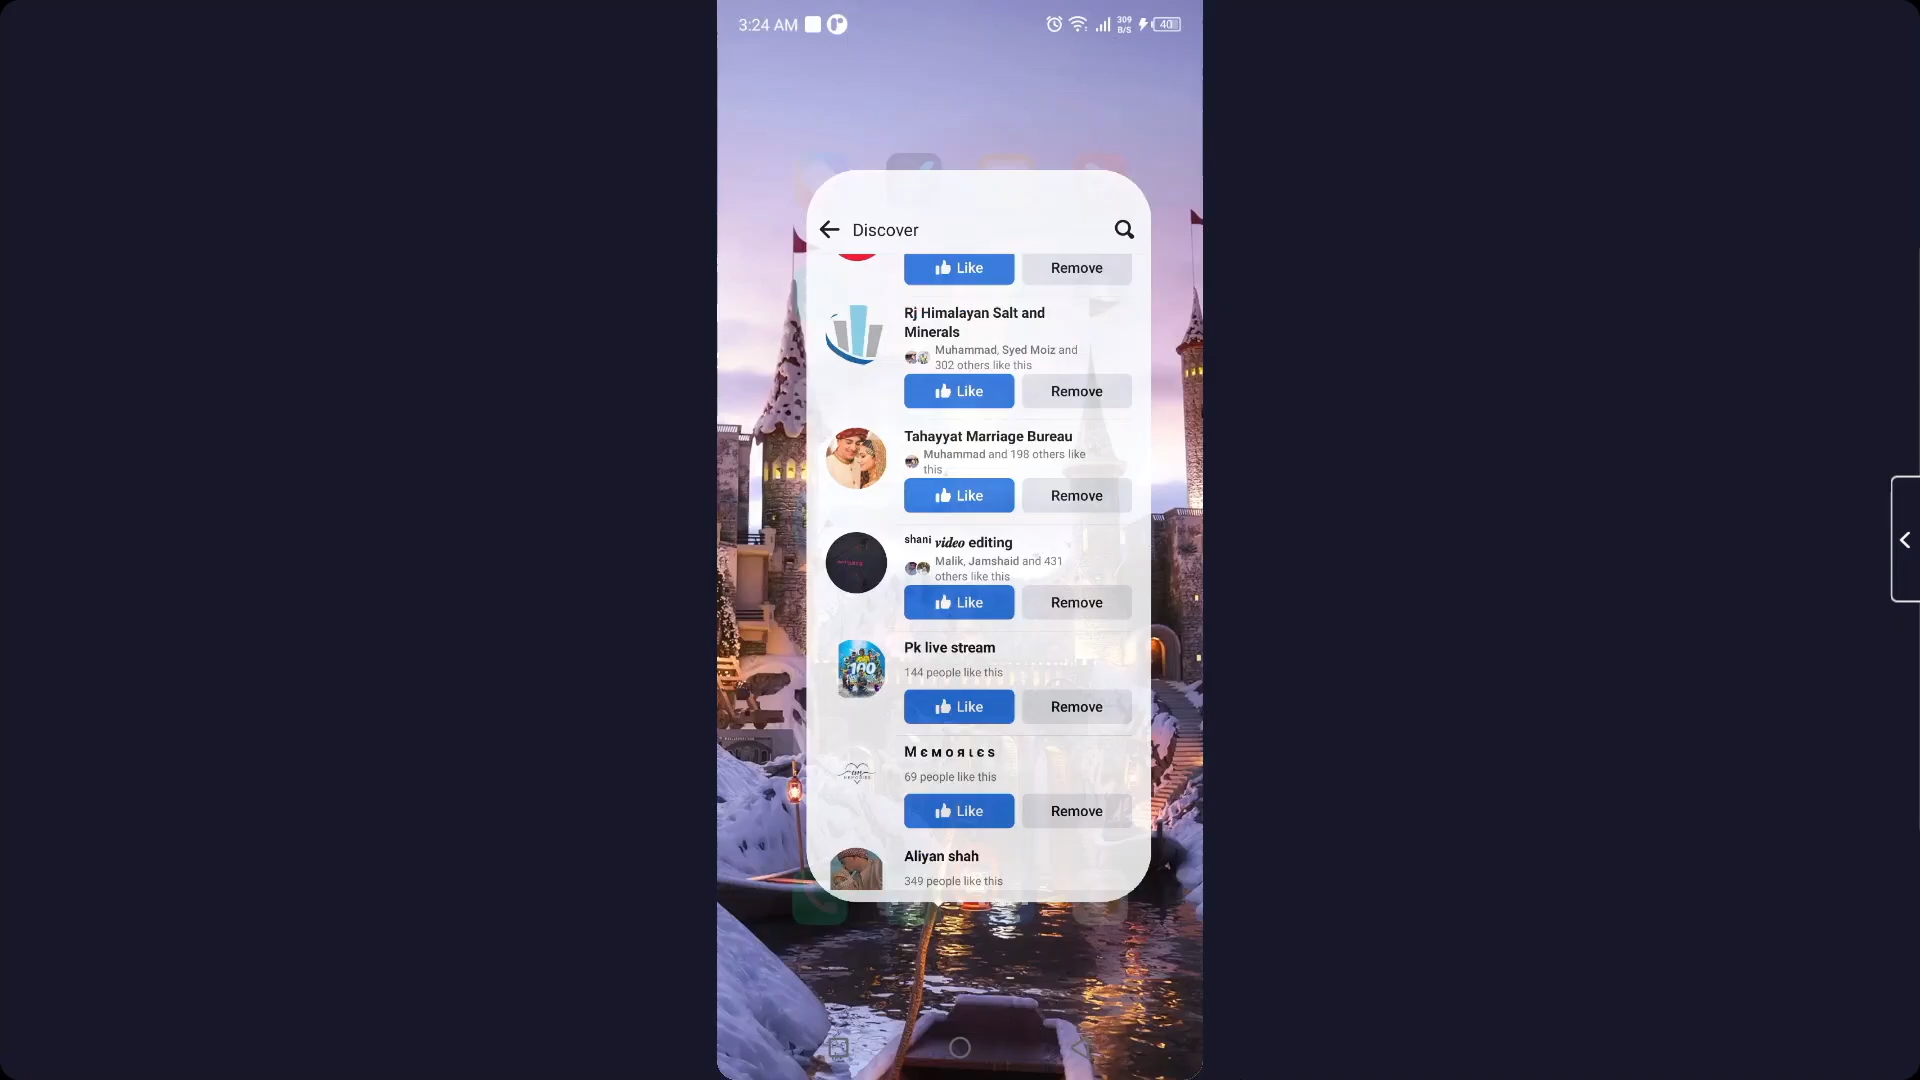 3:24 AM
309
B/S
40
Discover
Like Remove
Rj Himalayan Salt and
Minerals
Muhammad, Syed Moiz and
302 others like this
Like Remove
Tahayyat Marriage Bureau
Muhammad and 198 others like
this
Like Remove
shani video editing
Malik, Jamshaid and 431
others like this
Like Remove
Pk live stream
100
144 people like this
Like Remove
Mємoяιєs
69 people like this
Like Remove
Aliyan shah
349 people like this